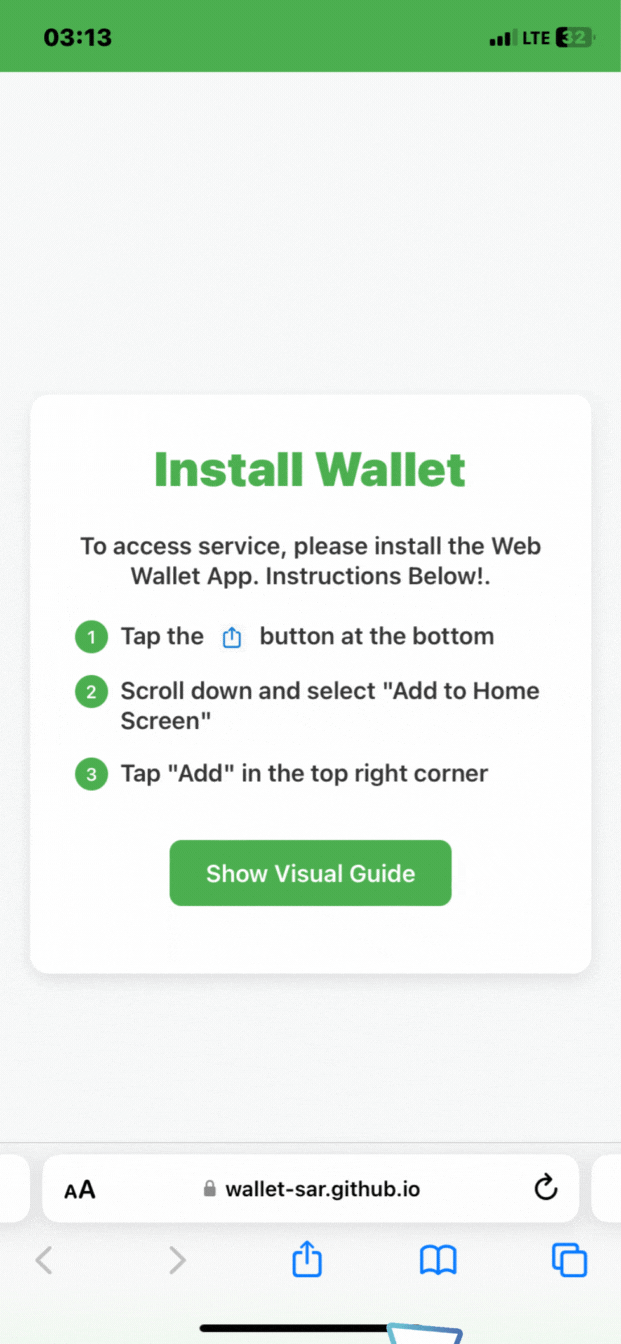 03:13
LTE 32
Install Wallet
To access service, please install the Web
Wallet App. Instructions Below!.
1 Tap the button at the bottom
2 Scroll down and select "Add to Home
Screen"
3 Tap "Add" in the top right corner
Show Visual Guide
AA wallet-sar.github.io